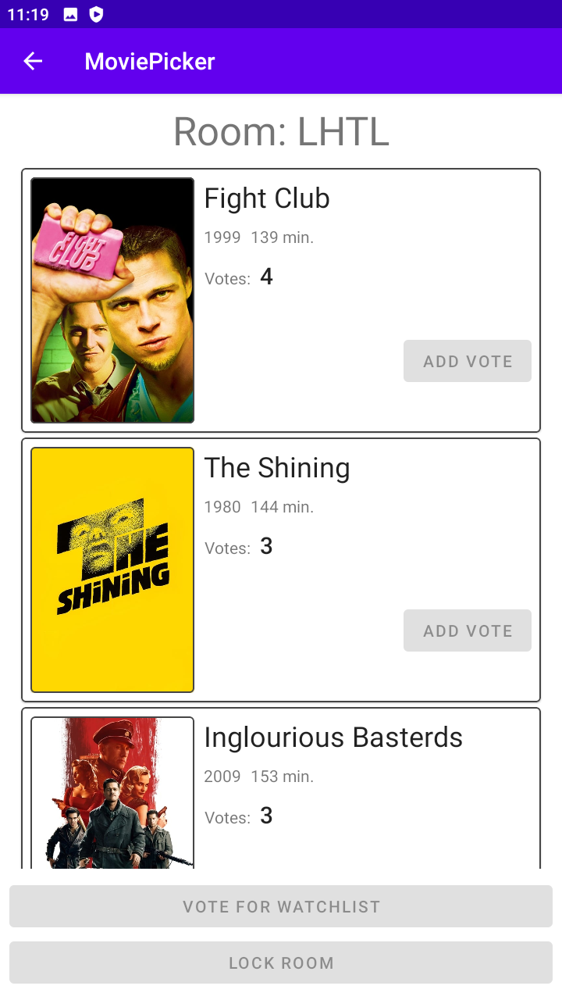 11:19
MoviePicker
Room: LHTL
FIGHT
CLUB
Fight Club
1999 139 min.
Votes: 4
ADD VOTE
THE
SHiNiNG
The Shining
1980 144 min.
Votes: 3
ADD VOTE
Inglourious Basterds
2009 153 min.
Votes: 3
VOTE FOR WATCHLIST
LOCK ROOM